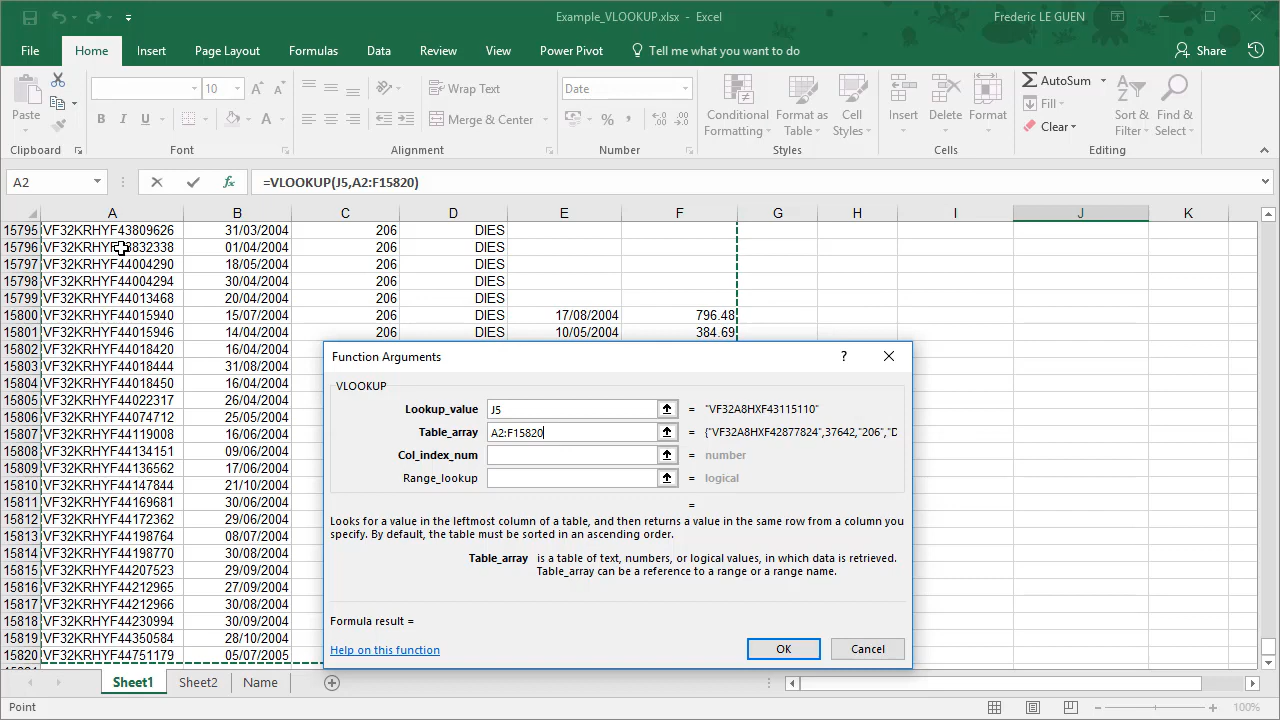 Example_VLOOKUP.xlsx - Excel
Frederic LE GUEN
File Home Insert Page Layout Formulas Data Review View Power Pivot Tell me what you want to do Share
Paste
10
Wrap Text
Merge & Center
Date
Conditional Formatting
Format as Table
Cell Styles
Insert
Delete
Format
AutoSum
Fill
Clear
Sort & Filter
Find & Select
Clipboard Font Alignment Number Styles Cells Editing
A2 =VLOOKUP(J5,A2:F15820)
A B C D E F G H I J K
15795 VF32KRHYF43809626 31/03/2004 206 DIES
15796 01/04/2004 206 DIES
15797 VF32KRHYF44004290 18/05/2004 206 DIES
15798 VF32KRHYF44004294 30/04/2004 206 DIES
15799 VF32KRHYF44013468 20/04/2004 206 DIES
15800 VF32KRHYF44015940 15/07/2004 206 DIES 17/08/2004 796.48
15801 VF32KRHYF44015946 14/04/2004 206 DIES 10/05/2004 384.69
15802 VF32KRHYF44018420 16/04/2004
15803 VF32KRHYF44018444 31/08/2004
15804 VF32KRHYF44018450 16/04/2004
15805 VF32KRHYF44022317 26/04/2004
15806 VF32KRHYF44074712 25/05/2004
15807 VF32KRHYF44119008 16/06/2004
15808 VF32KRHYF44134151 09/06/2004
15809 VF32KRHYF44136562 17/06/2004
15810 VF32KRHYF44147844 21/10/2004
15811 VF32KRHYF44169681 30/06/2004
15812 VF32KRHYF44172362 29/06/2004
15813 VF32KRHYF44198764 08/07/2004
15814 VF32KRHYF44198770 30/08/2004
15815 VF32KRHYF44207523 29/09/2004
15816 VF32KRHYF44212965 27/09/2004
15817 VF32KRHYF44212966 30/08/2004
15818 VF32KRHYF44230994 30/09/2004
15819 VF32KRHYF44350584 28/10/2004
15820 VF32KRHYF44751179 05/07/2005
Function Arguments ?
VLOOKUP
Lookup_value J5 = "VF32A8HXF43115110"
Table_array A2:F15820 = {"VF32A8HXF42877824",37642,"206","D
Col_index_num = number
Range_lookup = logical
=
Looks for a value in the leftmost column of a table, and then returns a value in the same row from a column you
specify. By default, the table must be sorted in an ascending order.
Table_array is a table of text, numbers, or logical values, in which data is retrieved.
Table_array can be a reference to a range or a range name.
Formula result =
Help on this function OK Cancel
Sheet1 Sheet2 Name
Point 100%